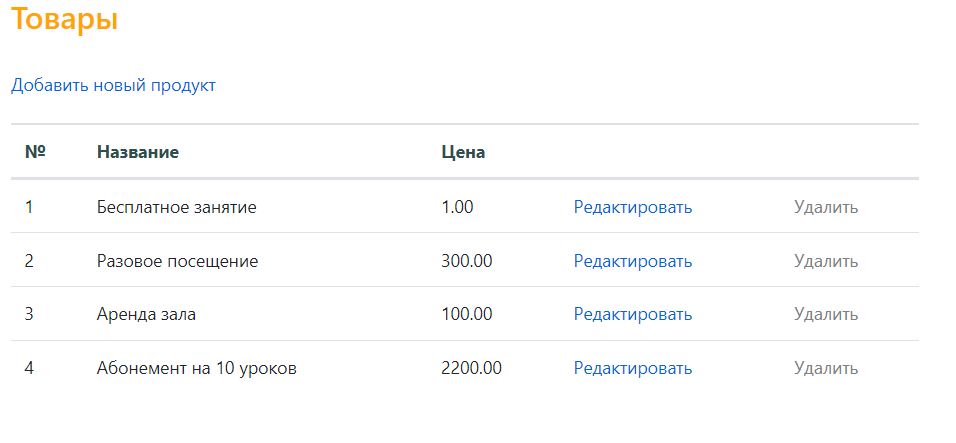 Товары
Добавить новый продукт
№ Название Цена
1 Бесплатное занятие 1.00 Редактировать Удалить
2 Разовое посещение 300.00 Редактировать Удалить
3 Аренда зала 100.00 Редактировать Удалить
4 Абонемент на 10 уроков 2200.00 Редактировать Удалить